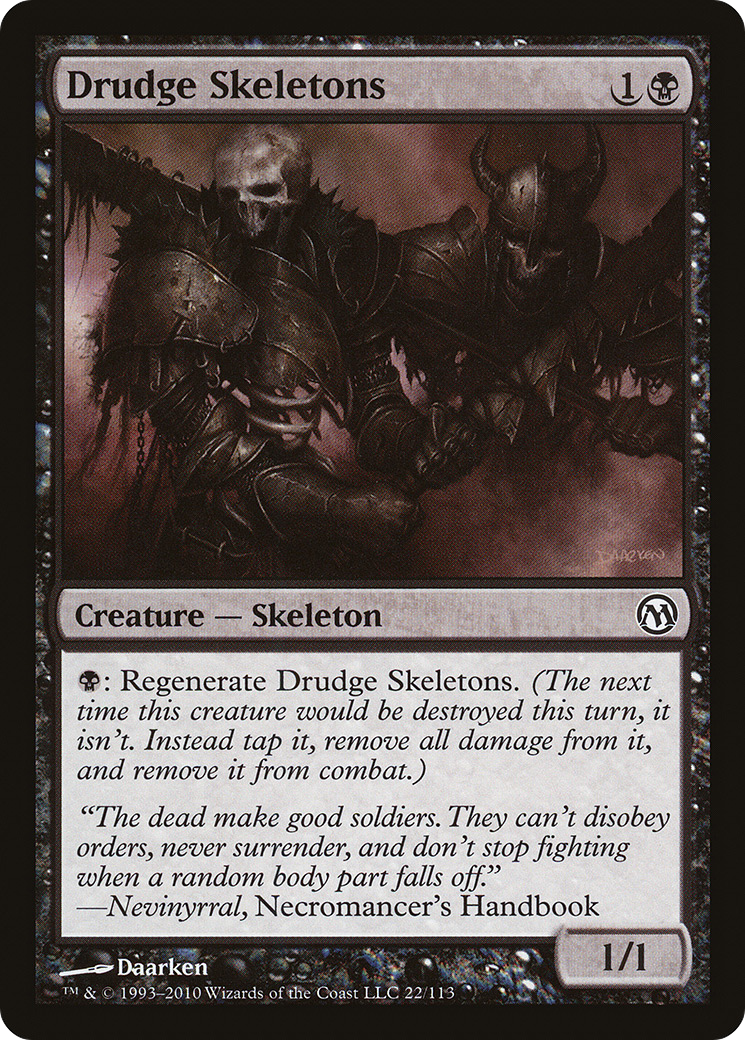 Drudge Skeletons 1
DAARKEN
Creature — Skeleton
: Regenerate Drudge Skeletons. (The next
time this creature would be destroyed this turn, it
isn't. Instead tap it, remove all damage from it,
and remove it from combat.)
“The dead make good soldiers. They can't disobey
orders, never surrender, and don't stop fighting
when a random body part falls off.”
—Nevinyrral, Necromancer's Handbook
1/1
Daarken
™ & © 1993–2010 Wizards of the Coast LLC 22/113